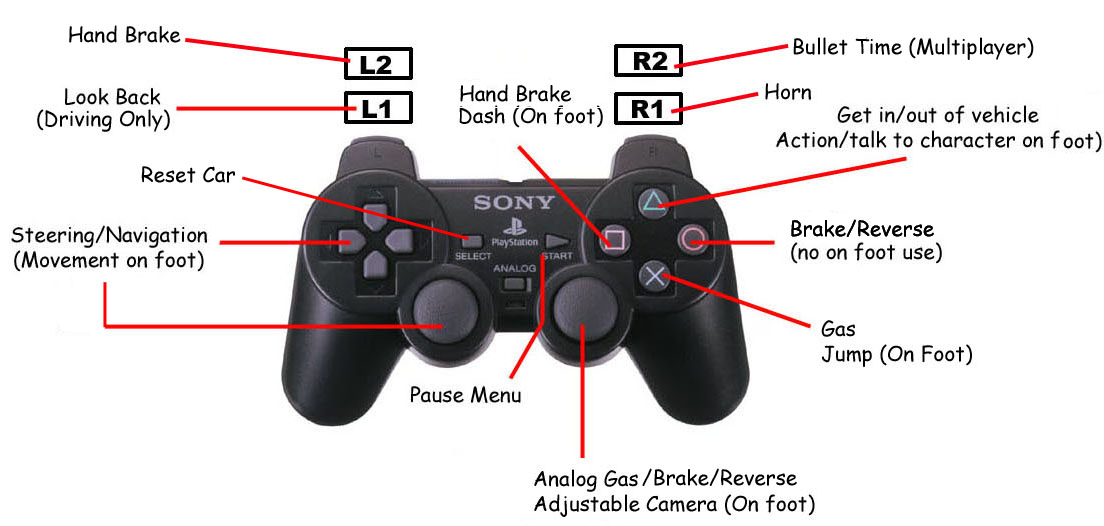 Hand Brake
L2
R2
Bullet Time (Multiplayer)
Look Back
(Driving Only)
L1
Hand Brake
Dash (On foot)
R1
Horn
Get in/out of vehicle
Action/talk to character on foot)
L
R
Reset Car
SONY
PlayStation
SELECT
START
ANALOG
Steering/Navigation
(Movement on foot)
Brake/Reverse
(no on foot use)
Gas
Jump (On Foot)
Pause Menu
Analog Gas/Brake/Reverse
Adjustable Camera (On foot)